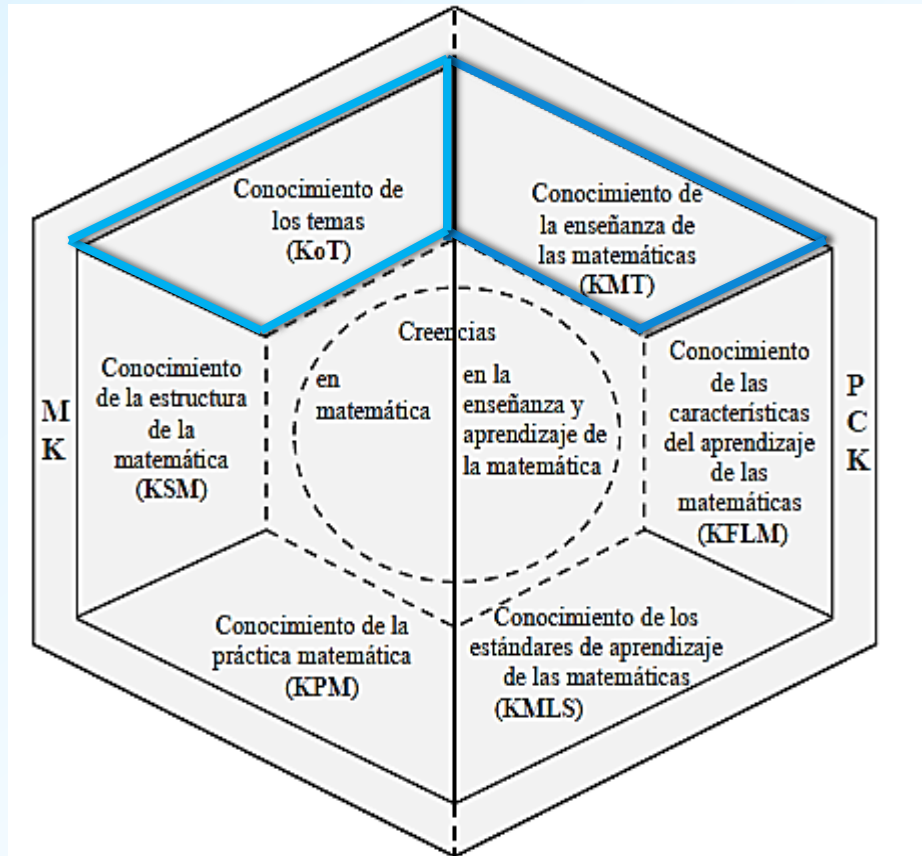 Conocimiento de
los temas
(KoT)
Conocimiento de
la enseñanza de
las matemáticas
(KMT)
Creencias
en
matemática
en la
enseñanza y
aprendizaje de
la matemática
M
K
Conocimiento
de la estructura
de la
matemática
(KSM)
Conocimiento
de las
características
del aprendizaje
de las
matemáticas
(KFLM)
P
C
K
Conocimiento de la
práctica matemática
(KPM)
Conocimiento de los
estándares de aprendizaje
de las matemáticas
(KMLS)